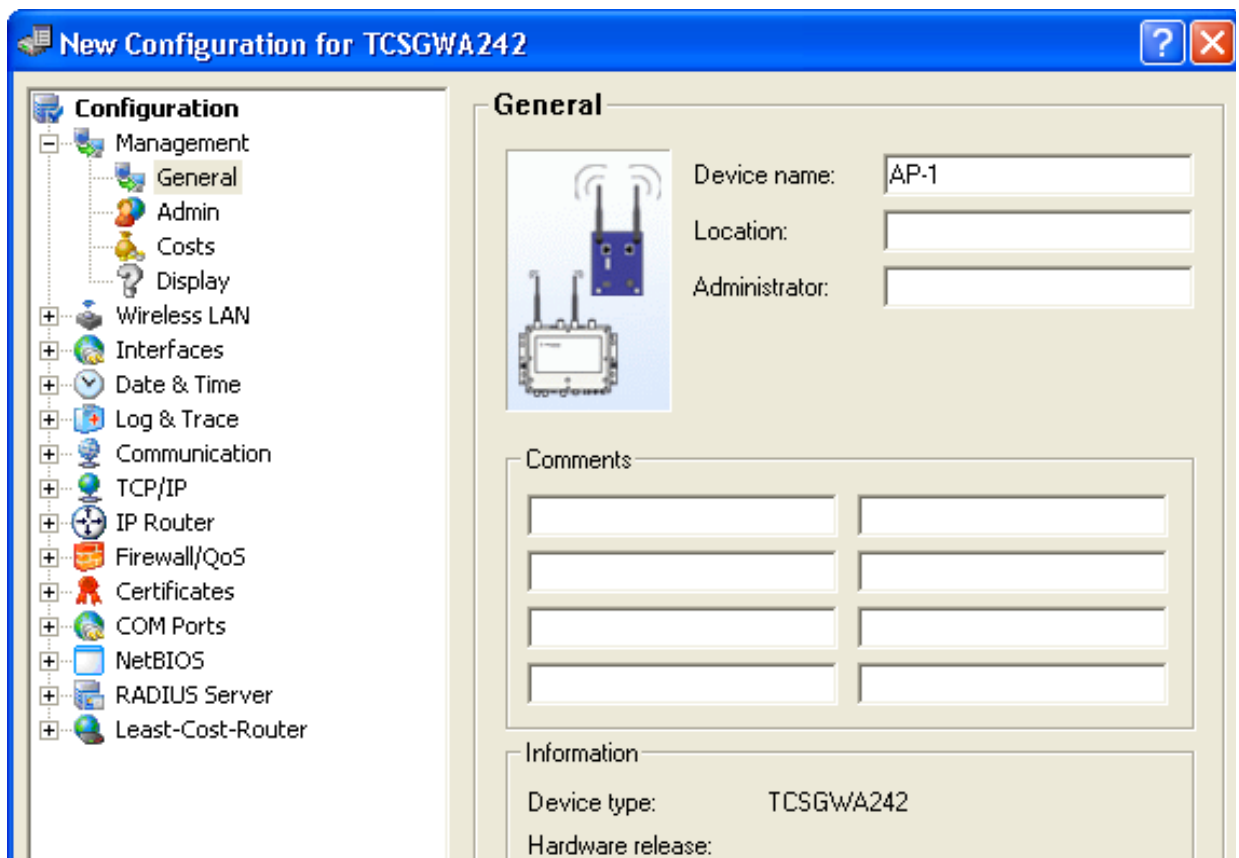 New Configuration for TCSGWA242
Configuration
Management
General
Admin
Costs
Display
Wireless LAN
Interfaces
Date & Time
Log & Trace
Communication
TCP/IP
IP Router
Firewall/QoS
Certificates
COM Ports
NetBIOS
RADIUS Server
Least-Cost-Router
General
Device name: AP-1
Location:
Administrator:
Comments
Information
Device type: TCSGWA242
Hardware release: